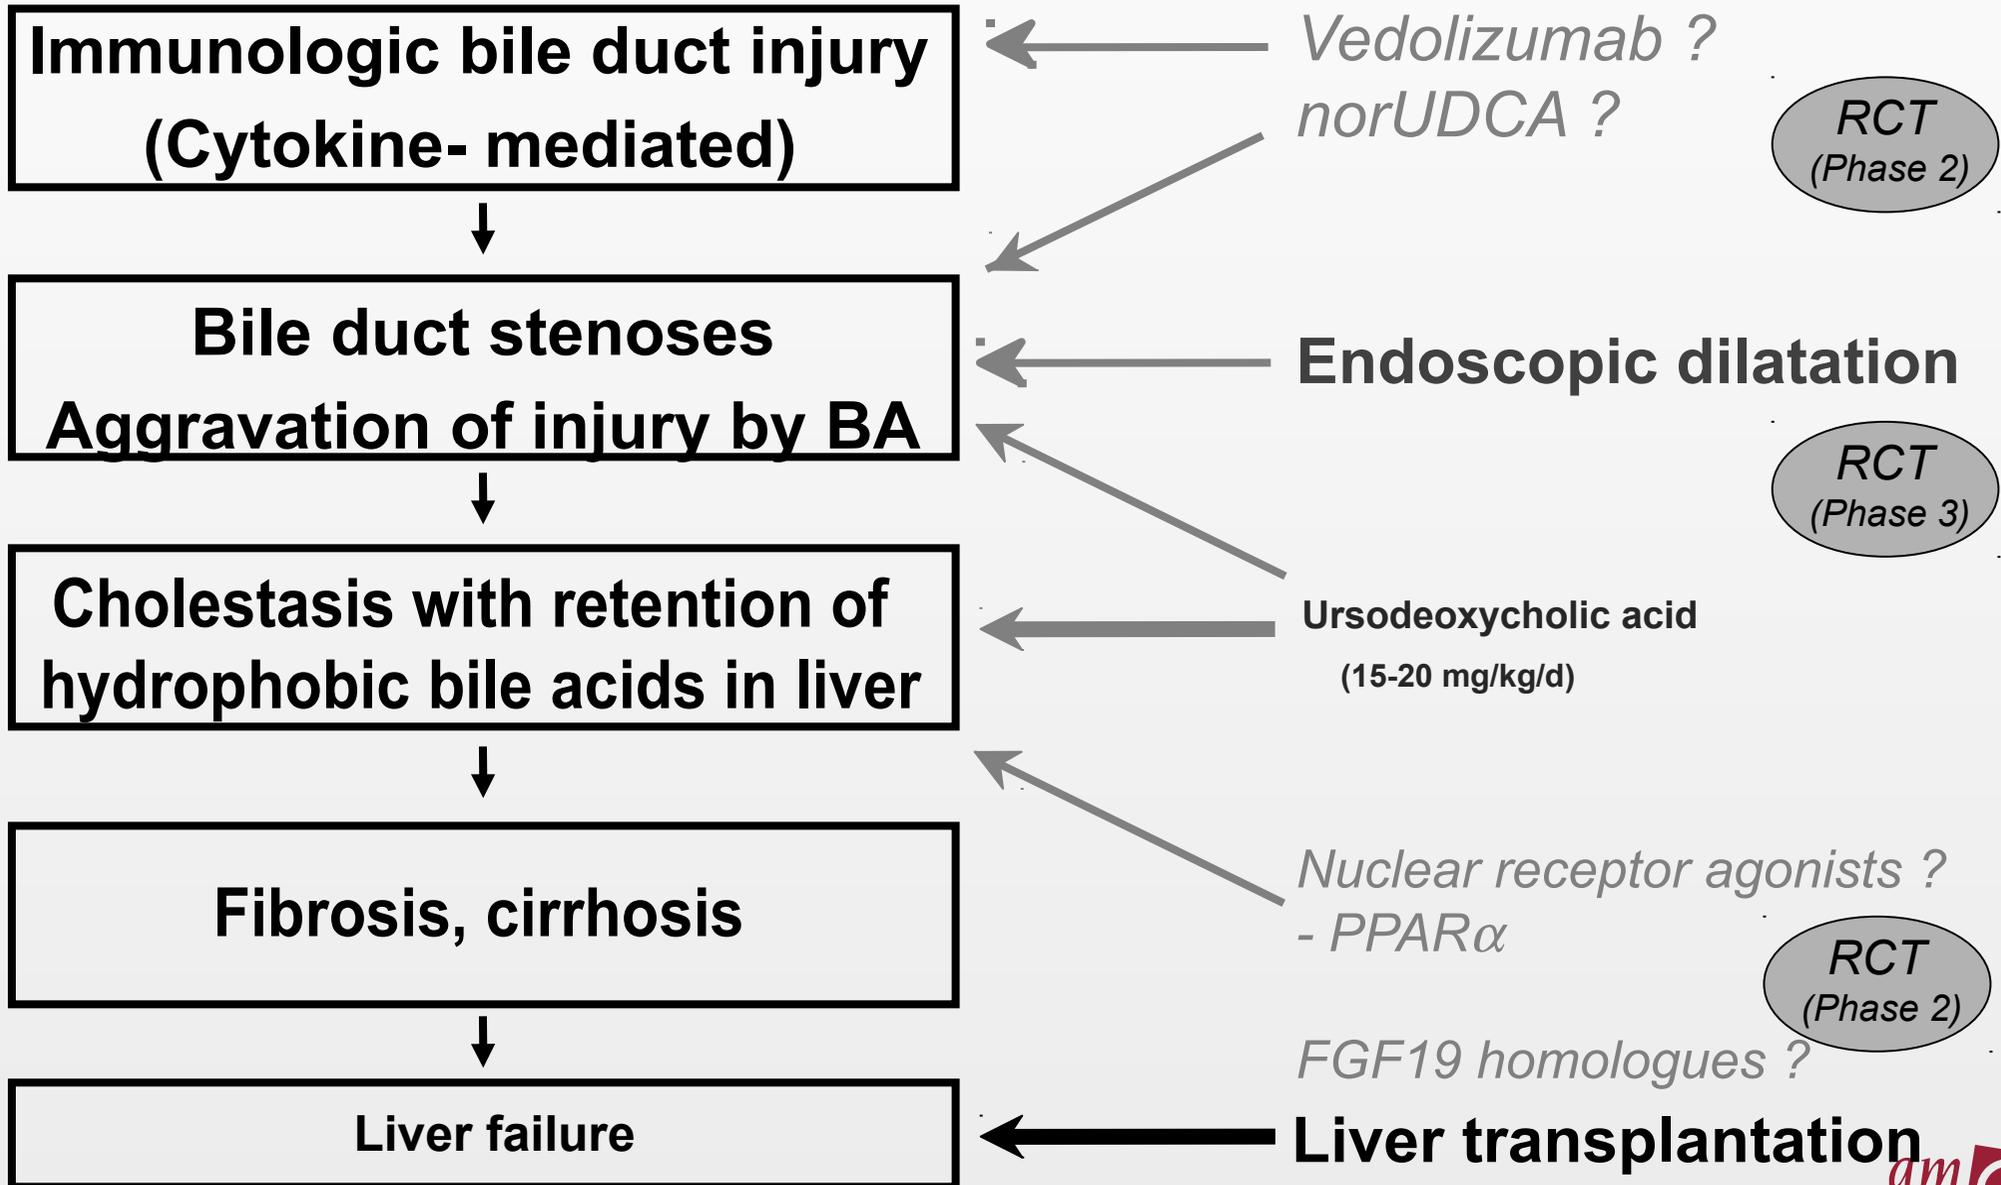 Immunologic bile duct injury
(Cytokine- mediated)
Vedolizumab ?
norUDCA ?
RCT
(Phase 2)
Bile duct stenoses
Aggravation of injury by BA
Endoscopic dilatation
RCT
(Phase 3)
Cholestasis with retention of
hydrophobic bile acids in liver
Ursodeoxycholic acid
(15-20 mg/kg/d)
Fibrosis, cirrhosis
Nuclear receptor agonists ?
- PPARα
RCT
(Phase 2)
FGF19 homologues ?
Liver failure
Liver transplantation
am